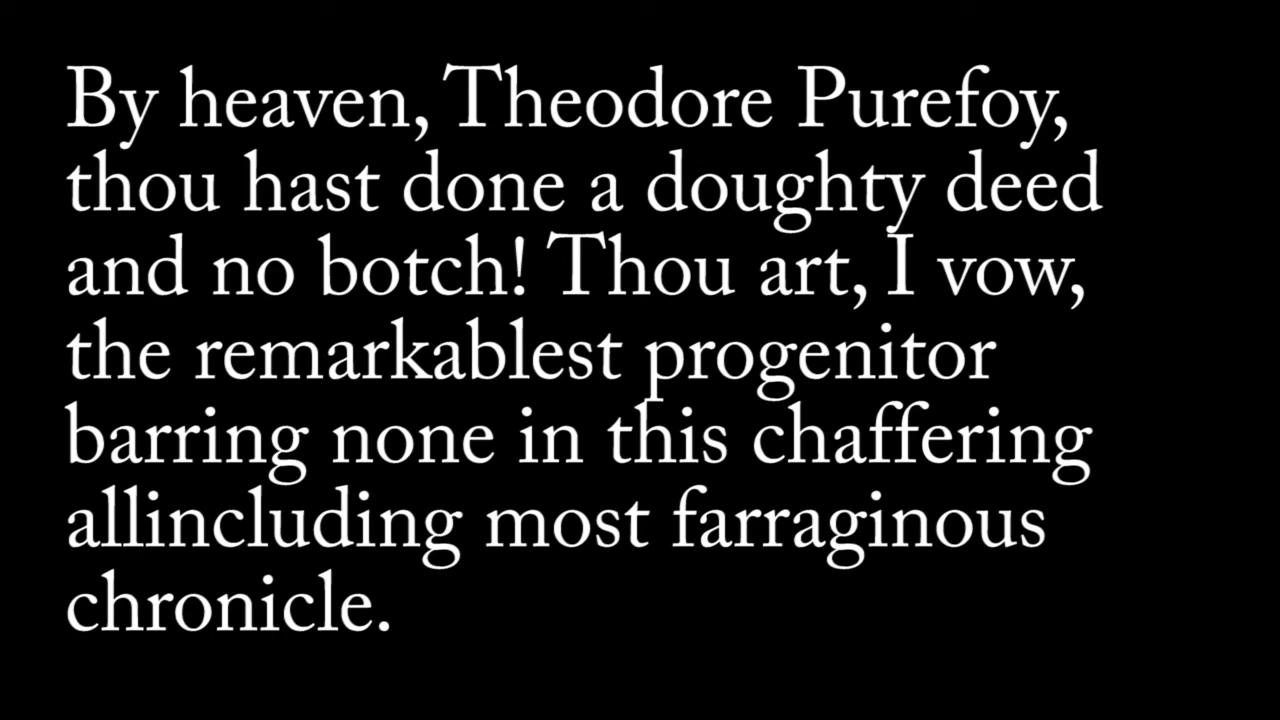 By heaven, Theodore Purefoy,
thou hast done a doughty deed
and no botch! Thou art, I vow,
the remarkablest progenitor
barring none in this chaffering
allincluding most farraginous
chronicle.